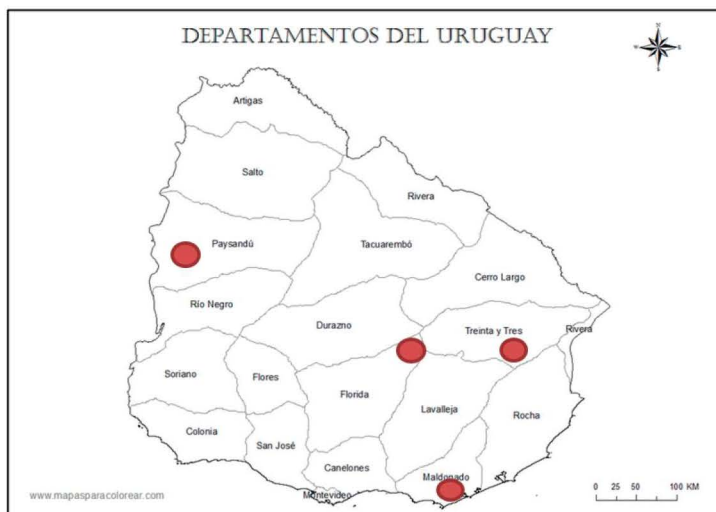 DEPARTAMENTOS DEL URUGUAY
N
Artigas
Salto
Rivera
Paysandú
Tacuarembó
Cerro Largo
Río Negro
Durazno
Treinta y Tres
Rivera
Soriano
Flores
Florida
Lavalleja
Rocha
Colonia
San José
Canelones
Maldonado
Montevideo
www.mapasparacolorear.com
0 25 50 100 KM